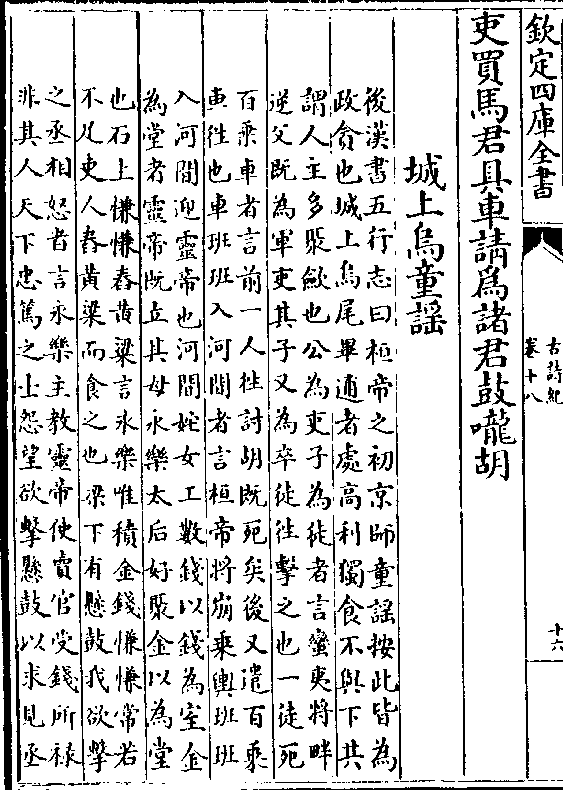 欽定四庫全書
古詩紀
卷十八
十六
吏買馬君具車請爲諸君鼓嚨胡
城上烏童謡
後漢書五行志曰桓帝之初京師童謡按此皆為
政貪也城上烏尾畢逋者處高利獨食不與下其
謂人主多聚斂也公為吏子為徒者言蠻夷將畔
逆父既為軍吏其子又為卒徒徃擊之也一徒死
百乘車者言前一人徃討胡既死矣後又遣百乘
車徃也車班班入河間者言桓帝將崩乘輿班班
入河間迎靈帝也河間姹女工數錢以錢為室金
為堂者靈帝既立其母永樂太后好聚金以為堂
也石上慊慊舂黄粱言永樂唯積金錢慊慊常若
不足吏人舂黄粱而食之也梁下有懸鼓我欲擊
之丞相怒者言永樂主教靈帝使賣官受錢所禄
非其人天下忠篤之士怨望欲擊懸鼓以求見丞